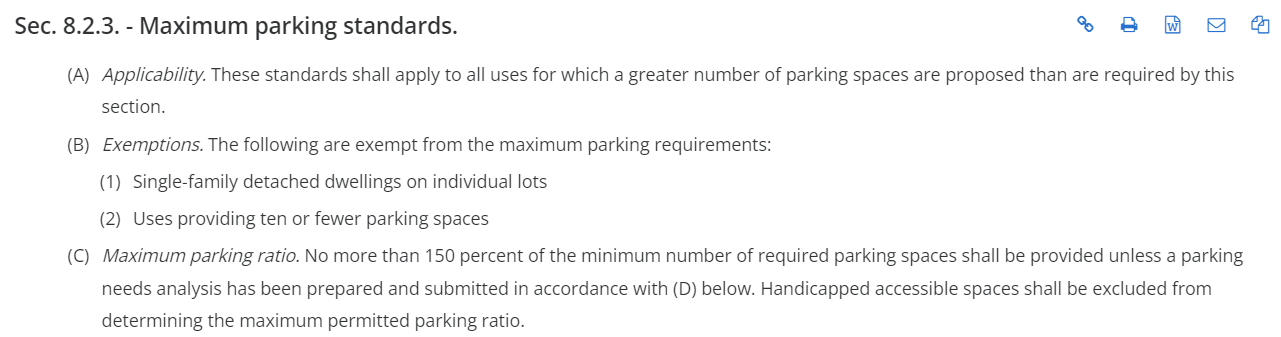 Sec. 8.2.3. - Maximum parking standards.
(A) Applicability. These standards shall apply to all uses for which a greater number of parking spaces are proposed than are required by this
section.
(B) Exemptions. The following are exempt from the maximum parking requirements:
(1) Single-family detached dwellings on individual lots
(2) Uses providing ten or fewer parking spaces
(C) Maximum parking ratio. No more than 150 percent of the minimum number of required parking spaces shall be provided unless a parking
needs analysis has been prepared and submitted in accordance with (D) below. Handicapped accessible spaces shall be excluded from
determining the maximum permitted parking ratio.